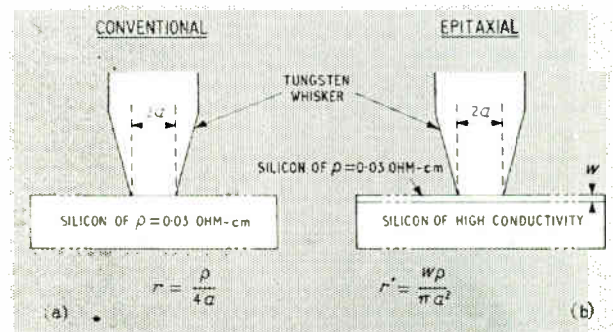 CONVENTIONAL
EPITAXIAL
TUNGSTEN
WHISKER
2a
2a
SILICON OF ρ=0·03 OHM-cm
W
SILICON OF ρ=0·03 OHM-cm
SILICON OF HIGH CONDUCTIVITY
r = ρ/4a
r' = wρ/πa²
(a)
(b)